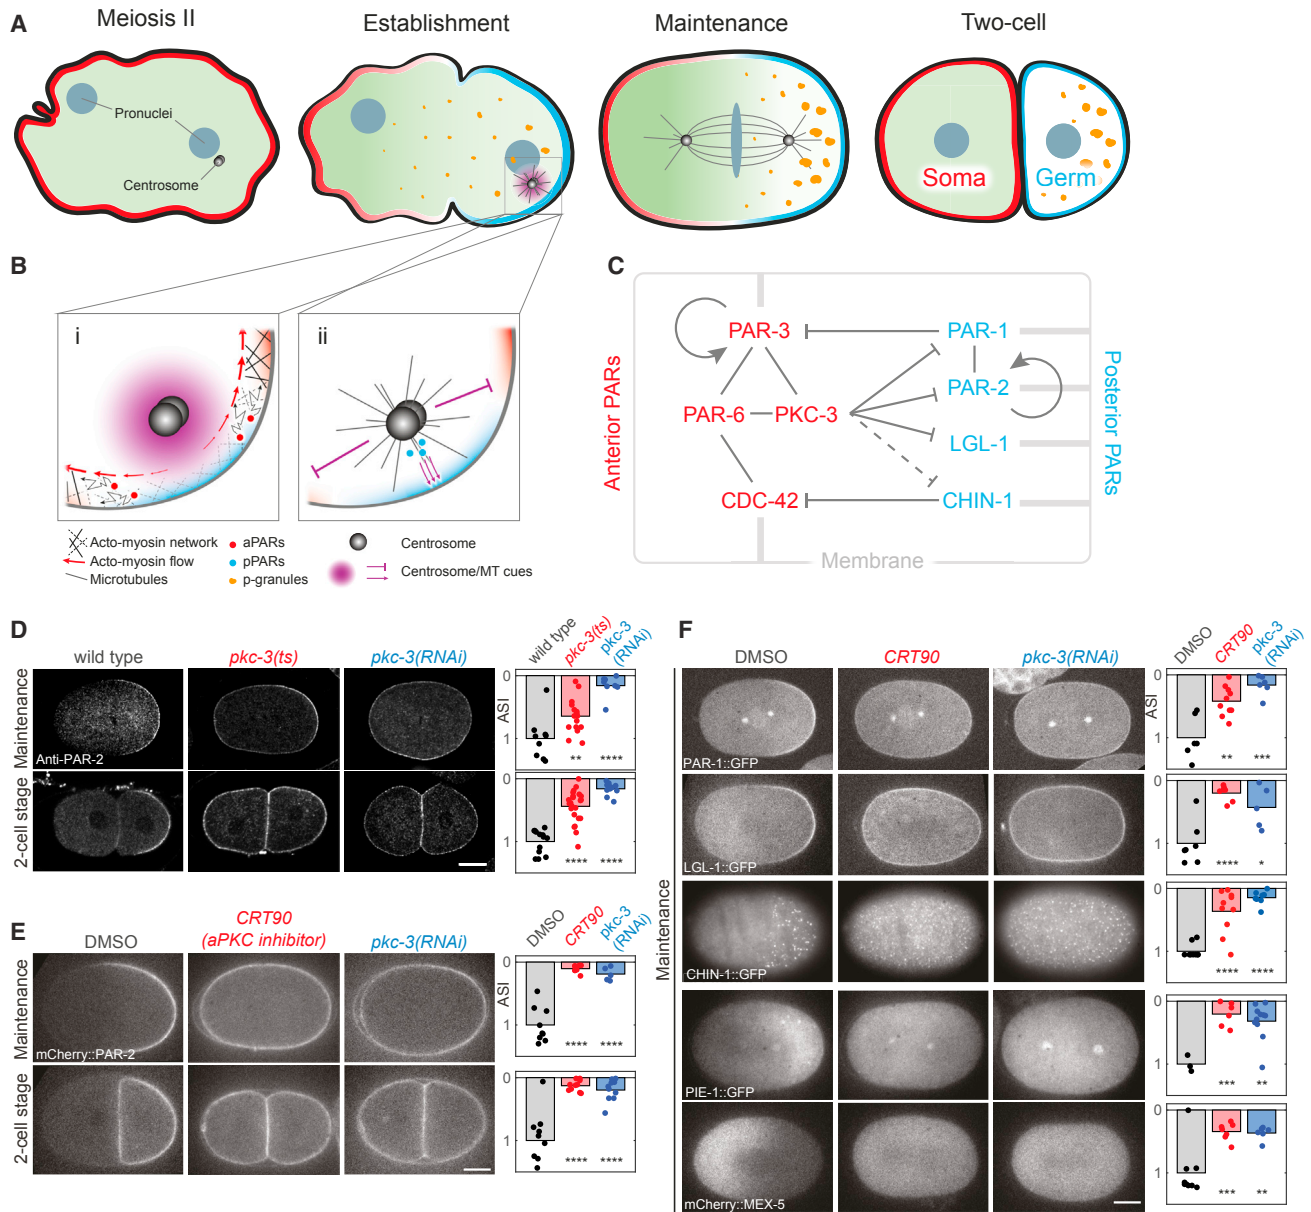 A
Meiosis II
Establishment
Maintenance
Two-cell
Pronuclei
Centrosome
Soma
Germ
B
i
ii
Acto-myosin network
Acto-myosin flow
Microtubules
aPARs
pPARs
p-granules
Centrosome
Centrosome/MT cues
C
Anterior PARs
PAR-3
PAR-6
PKC-3
CDC-42
PAR-1
PAR-2
LGL-1
CHIN-1
Posterior PARs
Membrane
D
wild type
pkc-3(ts)
pkc-3(RNAi)
wild type
pkc-3(ts)
pkc-3
(RNAi)
Maintenance
Anti-PAR-2
0
ASI
1
**
****
2-cell stage
0
1
****
****
E
DMSO
CRT90
(aPKC inhibitor)
pkc-3(RNAi)
DMSO
CRT90
pkc-3
(RNAi)
Maintenance
mCherry::PAR-2
0
ASI
1
****
****
2-cell stage
0
1
****
****
F
DMSO
CRT90
pkc-3(RNAi)
DMSO
CRT90
pkc-3
(RNAi)
Maintenance
PAR-1::GFP
0
ASI
1
**
***
LGL-1::GFP
0
1
****
*
CHIN-1::GFP
0
1
****
****
PIE-1::GFP
0
1
***
**
mCherry::MEX-5
0
1
***
**